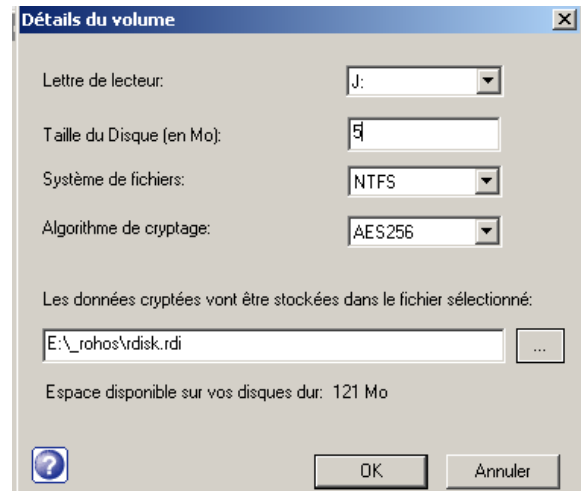 Détails du volume
Lettre de lecteur: J:
Taille du Disque (en Mo): 5
Système de fichiers: NTFS
Algorithme de cryptage: AES256
Les données cryptées vont être stockées dans le fichier sélectionné:
E:\_rohos\rdisk.rdi ...
Espace disponible sur vos disques dur: 121 Mo
? OK Annuler